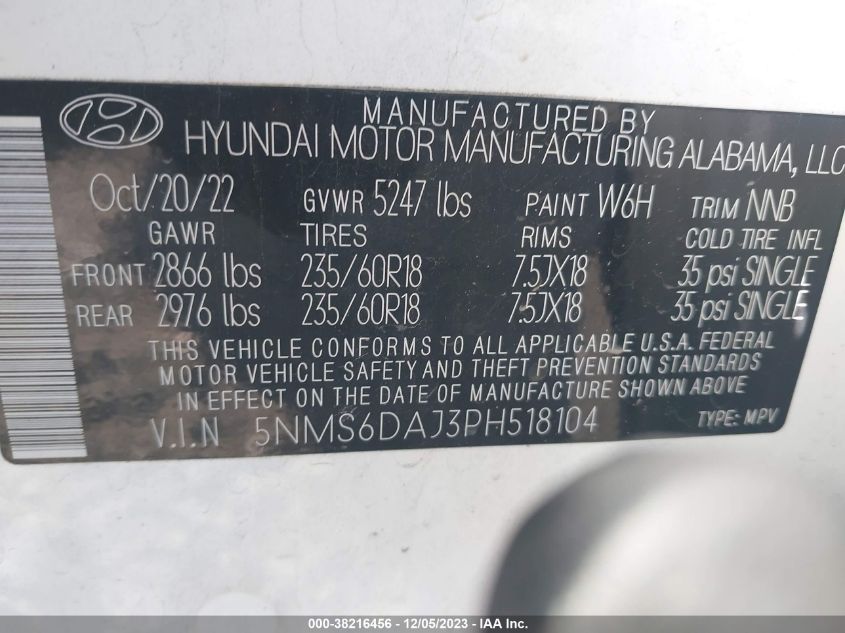 MANUFACTURED BY
HYUNDAI MOTOR MANUFACTURING ALABAMA, LLC
Oct/20/22 GVWR 5247 lbs PAINT W6H TRIM NNB
GAWR TIRES RIMS COLD TIRE INFL
FRONT 2866 lbs 235/60R18 7.5JX18 35 psi SINGLE
REAR 2976 lbs 235/60R18 7.5JX18 35 psi SINGLE
THIS VEHICLE CONFORMS TO ALL APPLICABLE U.S.A. FEDERAL
MOTOR VEHICLE SAFETY AND THEFT PREVENTION STANDARDS
IN EFFECT ON THE DATE OF MANUFACTURE SHOWN ABOVE
V.I.N 5NMS6DAJ3PH518104 TYPE: MPV
000-38216456 - 12/05/2023 - IAA Inc.